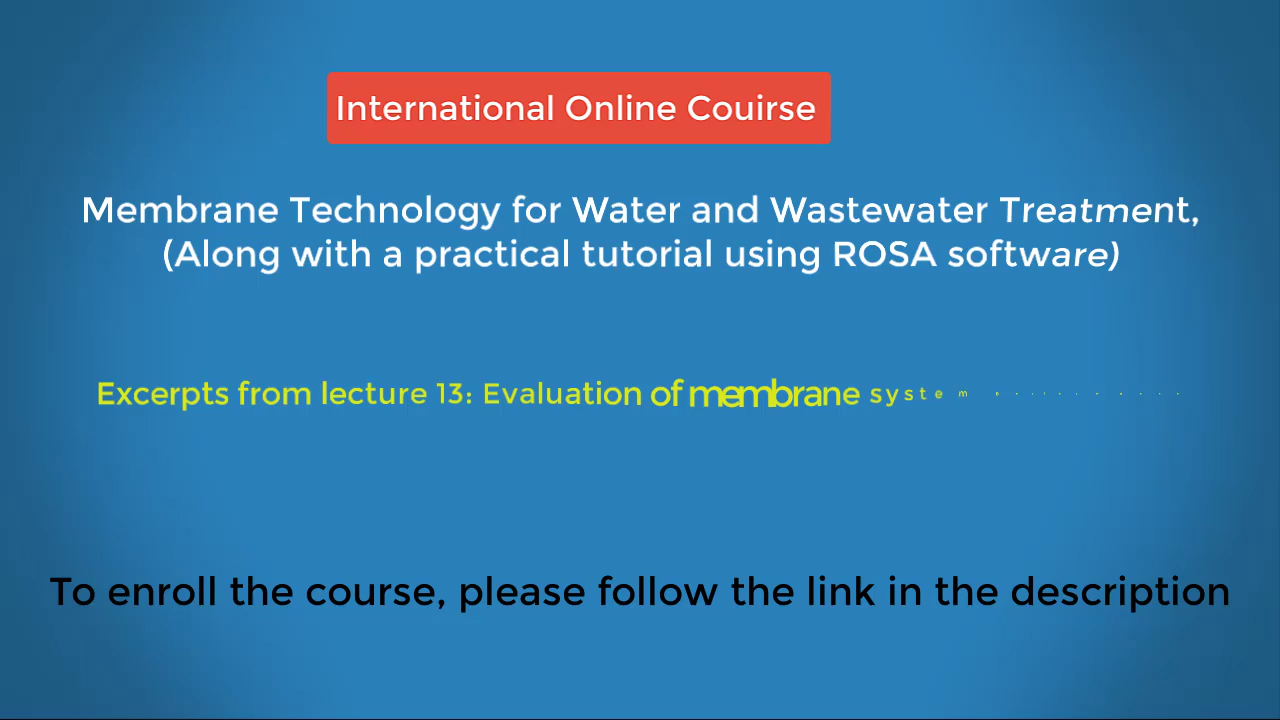 International Online Couirse
Membrane Technology for Water and Wastewater Treatment,
(Along with a practical tutorial using ROSA software)
Excerpts from lecture 13: Evaluation of membrane system
To enroll the course, please follow the link in the description